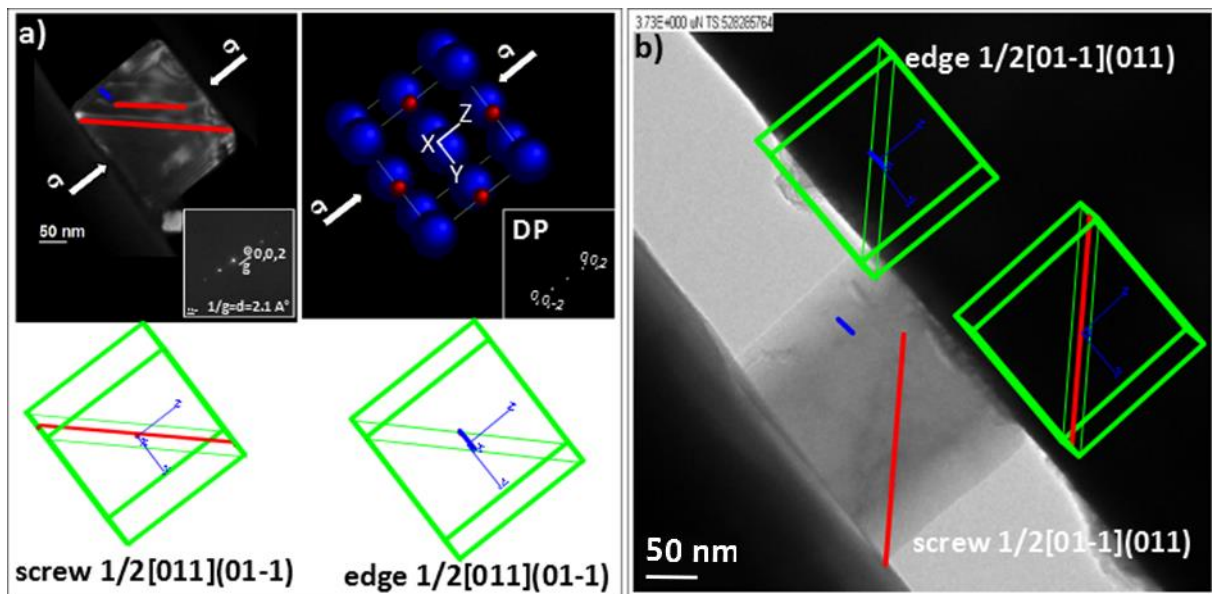 a)
σ
σ
50 nm
0,0,2
g
1/g=d=2.1 A°
σ
σ
X
Y
Z
DP
0,0,2
0,0,-2
screw 1/2[011](01-1)
edge 1/2[011](01-1)
3.73E+000 uN TS:528285764
b)
edge 1/2[01-1](011)
50 nm
screw 1/2[01-1](011)